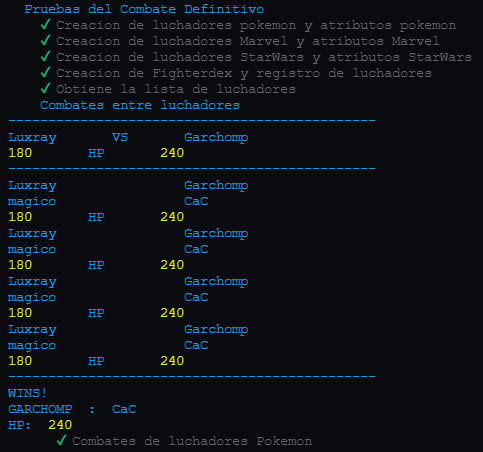 Pruebas del Combate Definitivo
✓ Creacion de luchadores pokemon y atributos pokemon
✓ Creacion de luchadores Marvel y atributos Marvel
✓ Creacion de luchadores StarWars y atributos StarWars
✓ Creacion de Fighterdex y registro de luchadores
✓ Obtiene la lista de luchadores
Combates entre luchadores
----------------------------------------------
Luxray VS Garchomp
180 HP 240
----------------------------------------------
Luxray Garchomp
magico CaC
180 HP 240
Luxray Garchomp
magico CaC
180 HP 240
Luxray Garchomp
magico CaC
180 HP 240
Luxray Garchomp
magico CaC
180 HP 240
----------------------------------------------
WINS!
GARCHOMP : CaC
HP: 240
✓ Combates de luchadores Pokemon